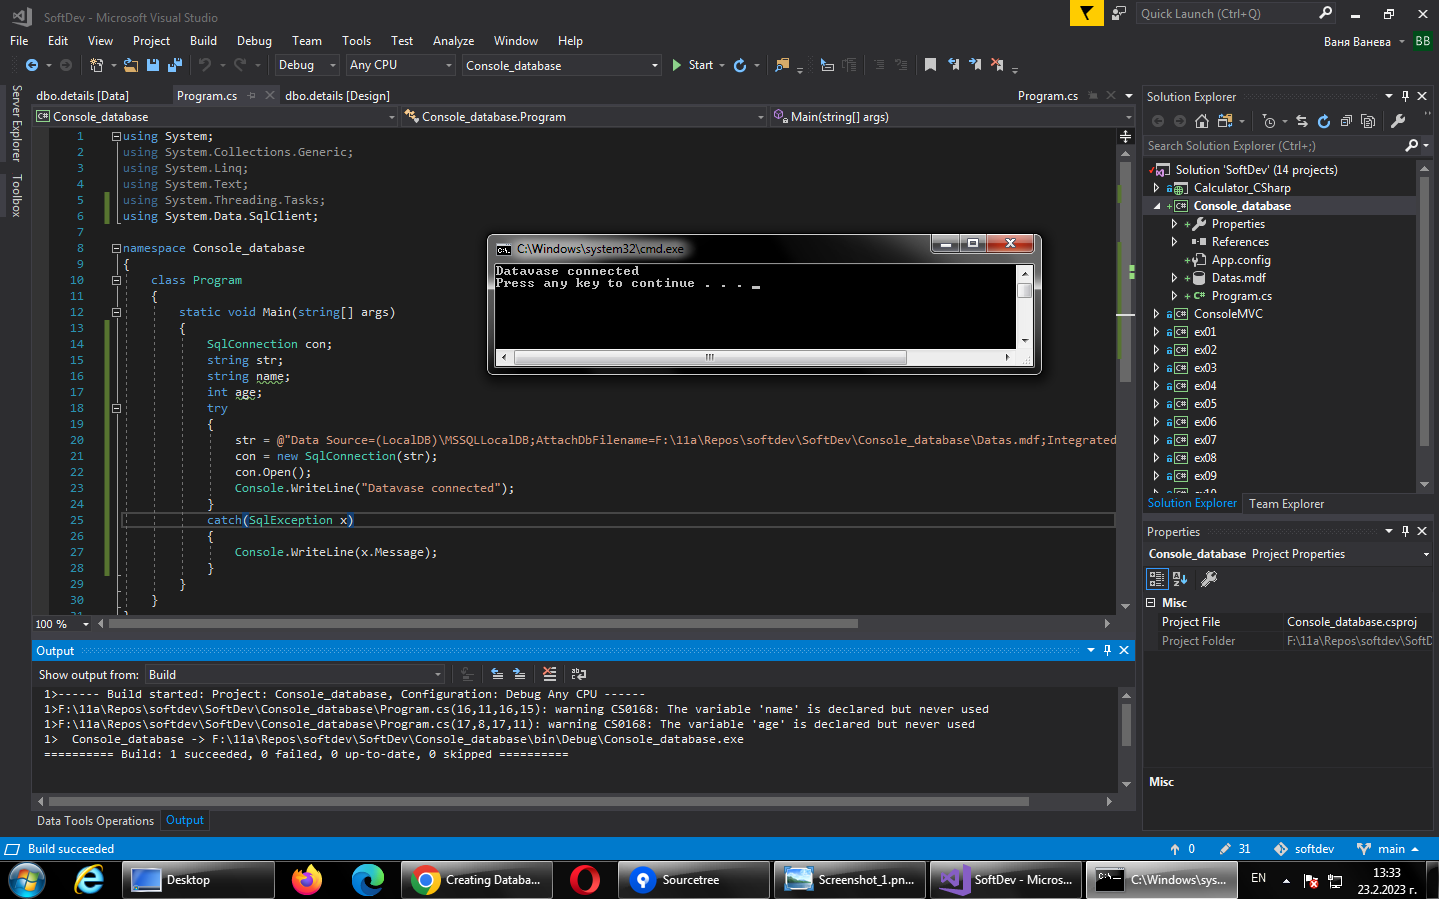 SoftDev - Microsoft Visual Studio
Quick Launch (Ctrl+Q)
File Edit View Project Build Debug Team Tools Test Analyze Window Help
Ваня Ванева BB
Debug Any CPU Console_database Start
Server Explorer
Toolbox
dbo.details [Data] Program.cs dbo.details [Design] Program.cs
Console_database Console_database.Program Main(string[] args)
1 using System;
2 using System.Collections.Generic;
3 using System.Linq;
4 using System.Text;
5 using System.Threading.Tasks;
6 using System.Data.SqlClient;
7
8 namespace Console_database
9 {
10 class Program
11 {
12 static void Main(string[] args)
13 {
14 SqlConnection con;
15 string str;
16 string name;
17 int age;
18 try
19 {
20 str = @"Data Source=(LocalDB)\MSSQLLocalDB;AttachDbFilename=F:\11a\Repos\softdev\SoftDev\Console_database\Datas.mdf;Integrated
21 con = new SqlConnection(str);
22 con.Open();
23 Console.WriteLine("Datavase connected");
24 }
25 catch(SqlException x)
26 {
27 Console.WriteLine(x.Message);
28 }
29 }
30 }
31 }
100 %
C:\Windows\system32\cmd.exe
Datavase connected
Press any key to continue . . . _
Solution Explorer
Search Solution Explorer (Ctrl+;)
Solution 'SoftDev' (14 projects)
Calculator_CSharp
Console_database
Properties
References
App.config
Datas.mdf
Program.cs
ConsoleMVC
ex01
ex02
ex03
ex04
ex05
ex06
ex07
ex08
ex09
ex10
Solution Explorer Team Explorer
Properties
Console_database Project Properties
Misc
Project File Console_database.csproj
Project Folder F:\11a\Repos\softdev\SoftD
Misc
Output
Show output from: Build
1>------ Build started: Project: Console_database, Configuration: Debug Any CPU ------
1>F:\11a\Repos\softdev\SoftDev\Console_database\Program.cs(16,11,16,15): warning CS0168: The variable 'name' is declared but never used
1>F:\11a\Repos\softdev\SoftDev\Console_database\Program.cs(17,8,17,11): warning CS0168: The variable 'age' is declared but never used
1> Console_database -> F:\11a\Repos\softdev\SoftDev\Console_database\bin\Debug\Console_database.exe
========== Build: 1 succeeded, 0 failed, 0 up-to-date, 0 skipped ==========
Data Tools Operations Output
Build succeeded 0 31 softdev main
Desktop Creating Databa... Sourcetree Screenshot_1.pn... SoftDev - Micros... C:\Windows\sys... EN 13:33
23.2.2023 г.